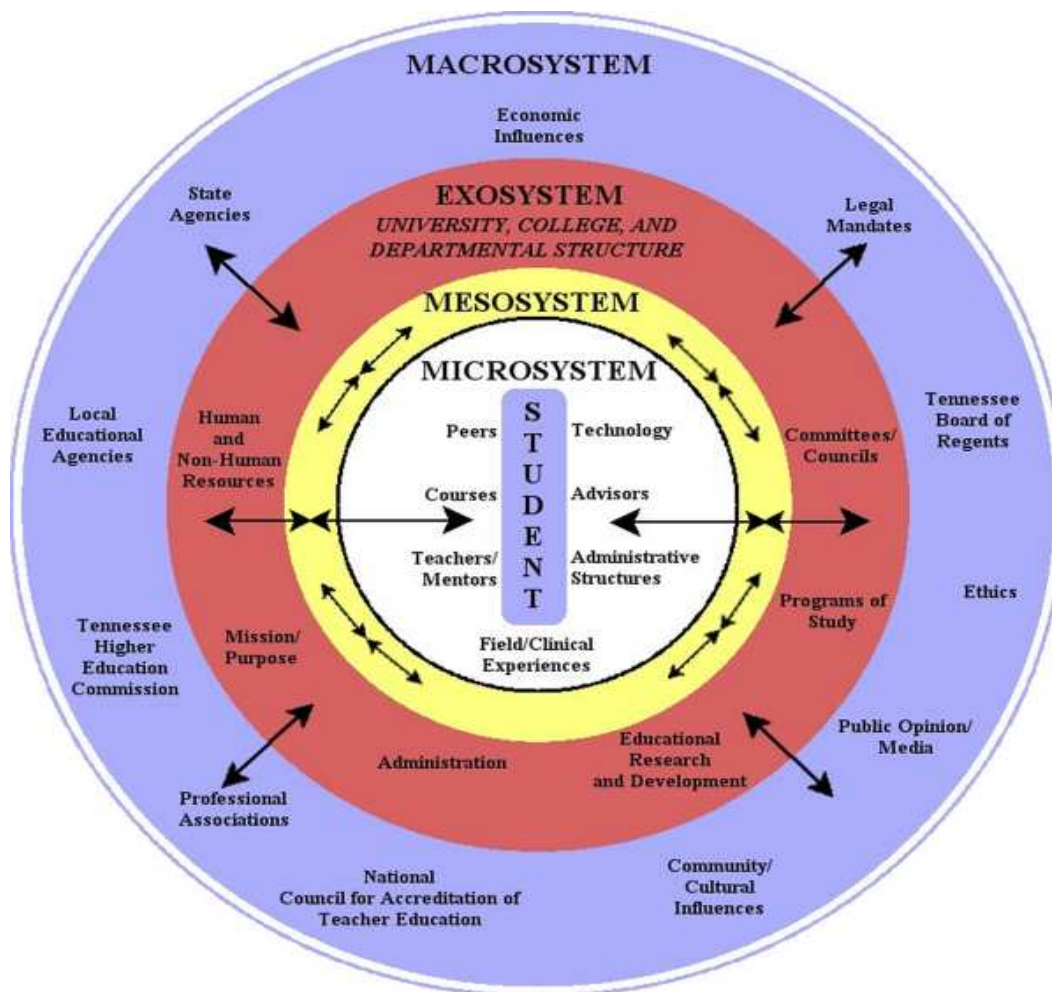 MACROSYSTEM
Economic
Influences
State
Agencies
Legal
Mandates
EXOSYSTEM
UNIVERSITY, COLLEGE, AND
DEPARTMENTAL STRUCTURE
MESOSYSTEM
MICROSYSTEM
STUDENT
Peers
Technology
Courses
Advisors
Teachers/
Mentors
Administrative
Structures
Field/Clinical
Experiences
Local
Educational
Agencies
Human
and
Non-Human
Resources
Committees/
Councils
Tennessee
Board of
Regents
Tennessee
Higher
Education
Commission
Mission/
Purpose
Programs of
Study
Ethics
Administration
Educational
Research
and Development
Public Opinion/
Media
Professional
Associations
National
Council for Accreditation of
Teacher Education
Community/
Cultural
Influences